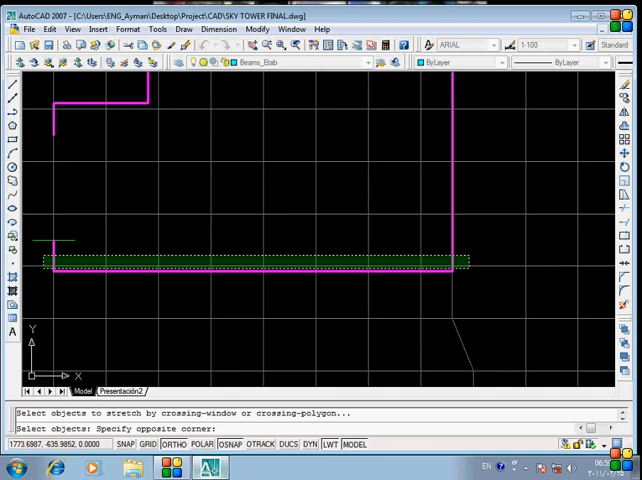 AutoCAD 2007 - [C:\Users\ENG_Ayman\Desktop\Project\CAD\SKY TOWER FINAL.dwg]
File Edit View Insert Format Tools Draw Dimension Modify Window Help
ARIAL 1-100 Standard
Beams_Elab ByLayer ByLayer
Y
X
Model Presentación2
Select objects to stretch by crossing-window or crossing-polygon...
Select objects: Specify opposite corner:
1773.6987, -635.9852, 0.0000 SNAP GRID ORTHO POLAR OSNAP OTRACK DUCS DYN LWT MODEL
EN